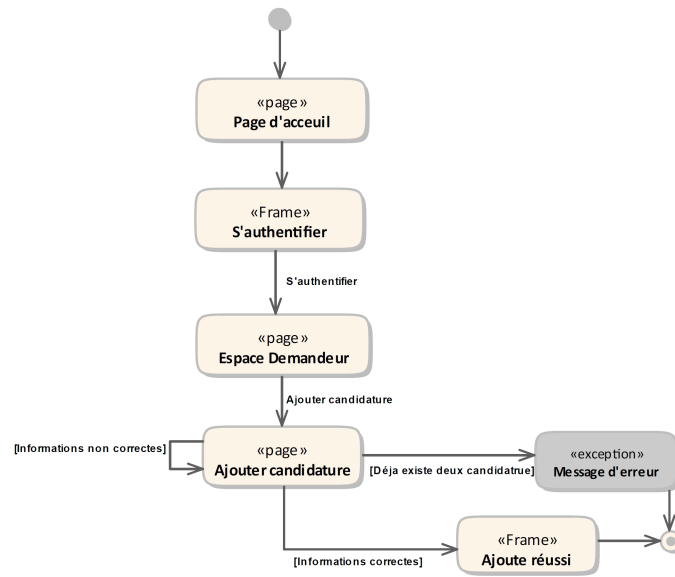 «page»
Page d'acceuil
«Frame»
S'authentifier
S'authentifier
«page»
Espace Demandeur
Ajouter candidature
[Informations non correctes]
«page»
Ajouter candidature
[Déja existe deux candidatrue]
«exception»
Message d'erreur
«Frame»
Ajoute réussi
[Informations correctes]